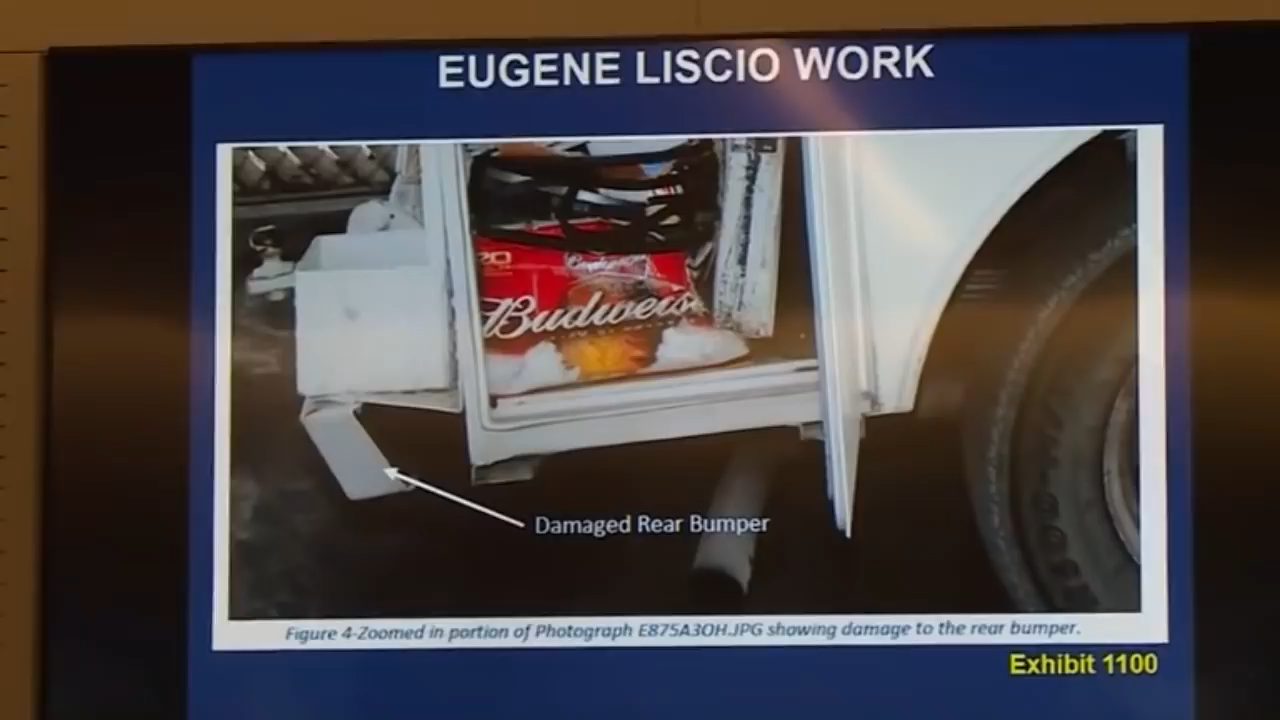 EUGENE LISCIO WORK
20
Budweiser
Damaged Rear Bumper
Figure 4-Zoomed in portion of Photograph E875A3OH.JPG showing damage to the rear bumper.
Exhibit 1100